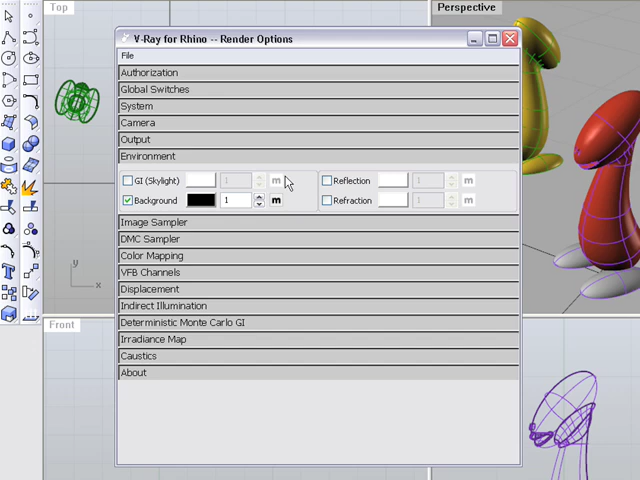 Top
Perspective
V-Ray for Rhino -- Render Options
File
Authorization
Global Switches
System
Camera
Output
Environment
GI (Skylight) 1 m Reflection 1 m
Background 1 m Refraction 1 m
Image Sampler
DMC Sampler
Color Mapping
VFB Channels
Displacement
Indirect Illumination
Deterministic Monte Carlo GI
Irradiance Map
Caustics
About
y
x
Front